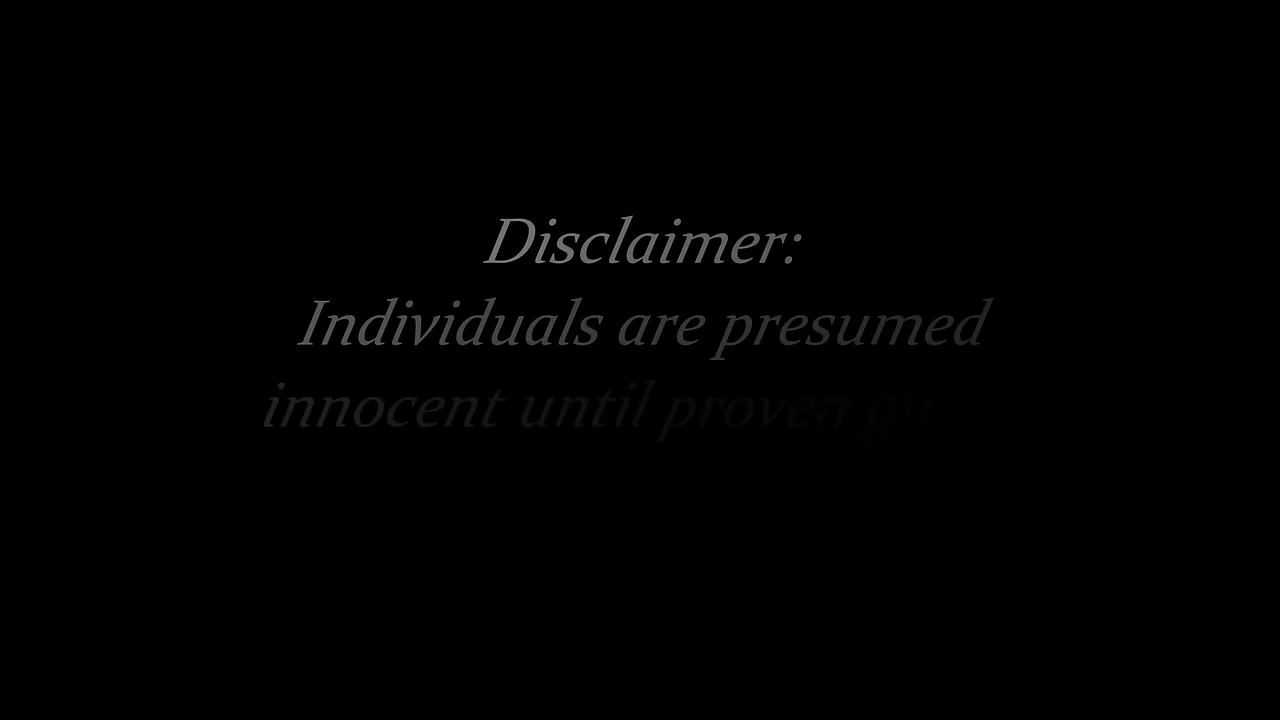 Disclaimer:
Individuals are presumed
innocent until proven